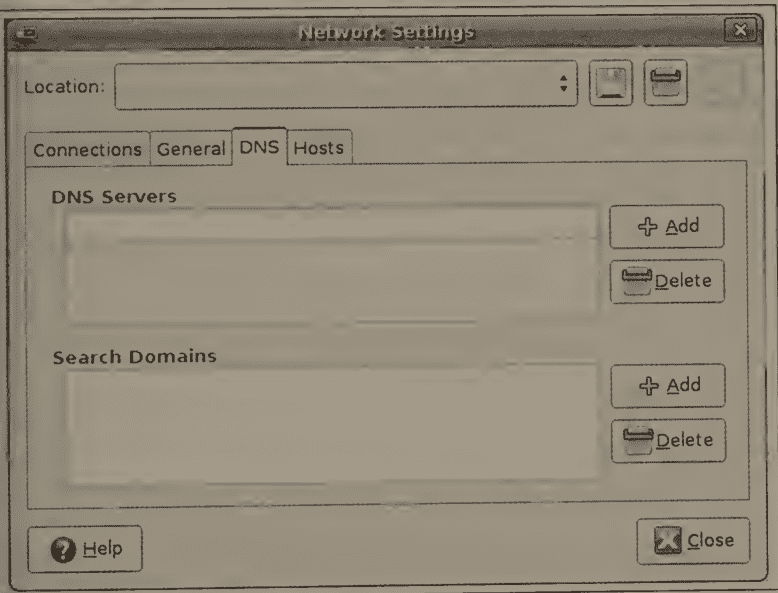 Network Settings
Location:
Connections General DNS Hosts
DNS Servers
Add
Delete
Search Domains
Add
Delete
Help
Close